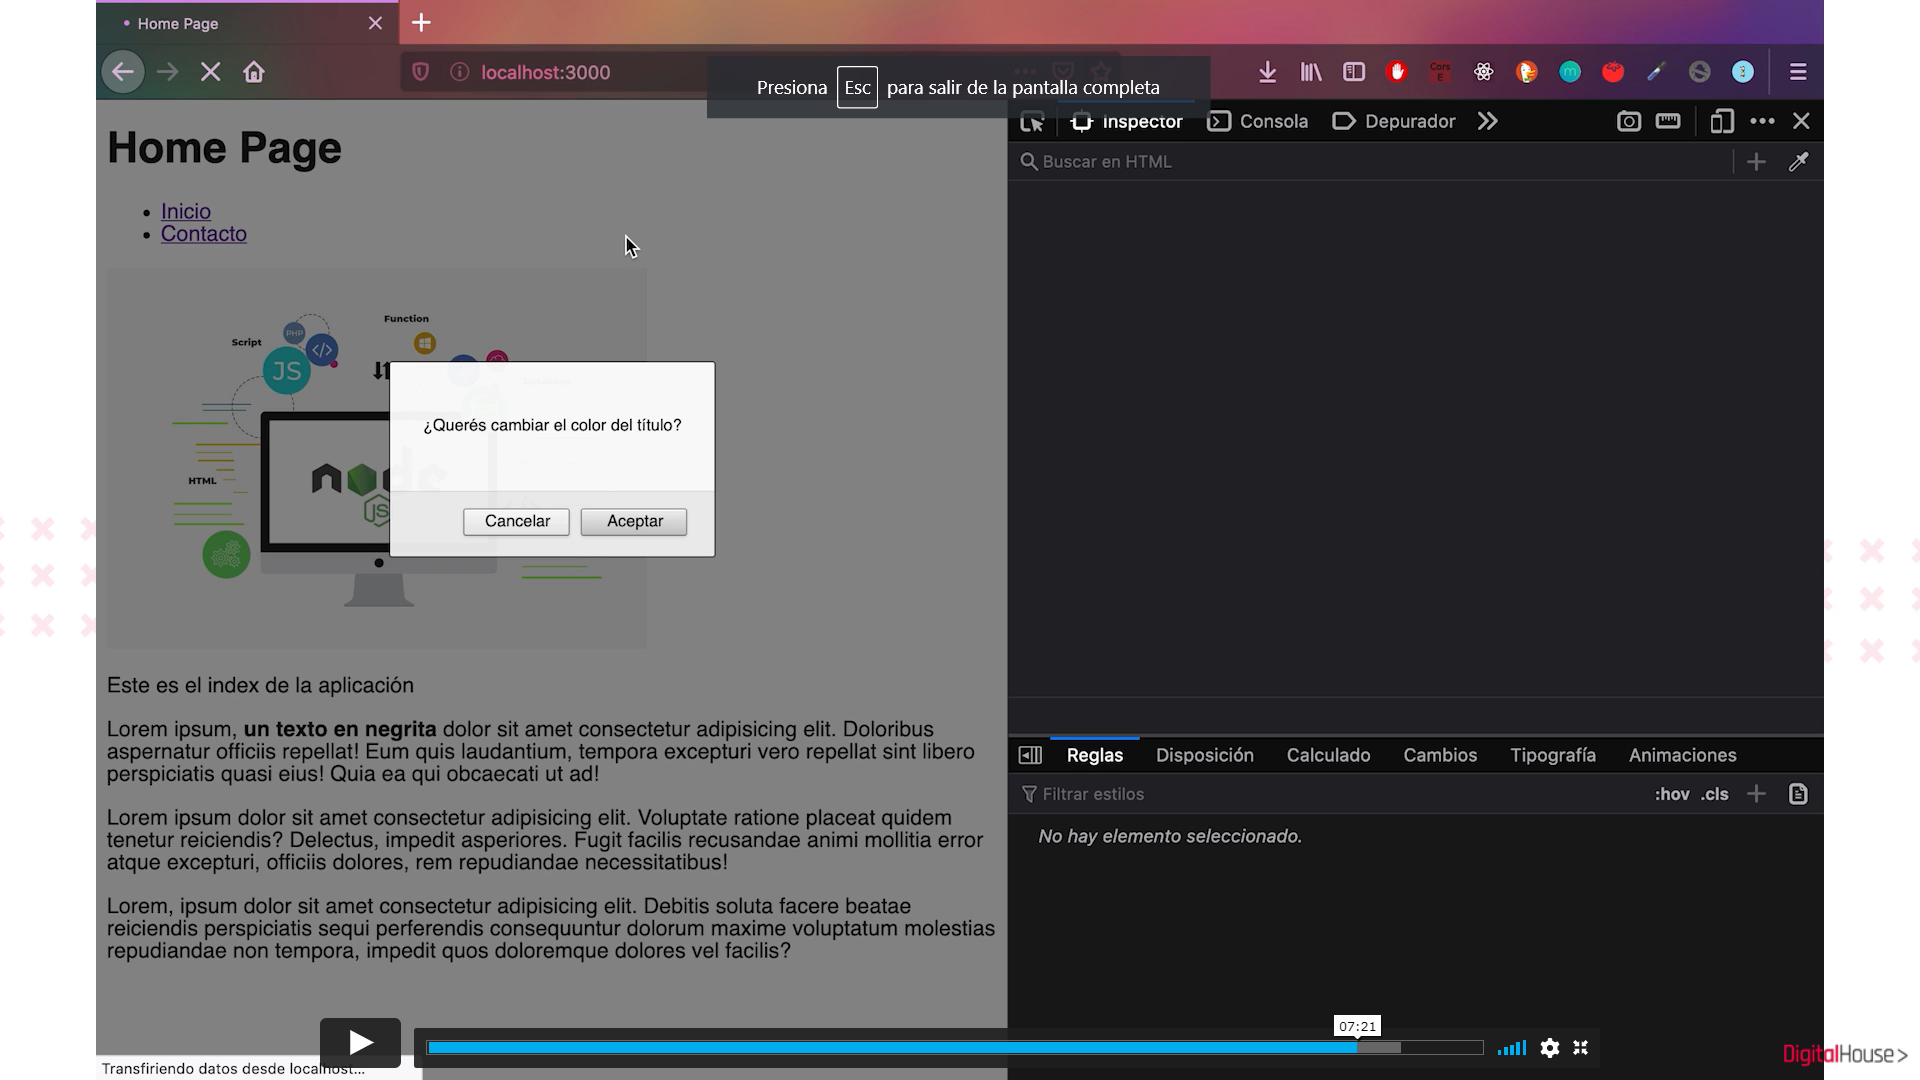 Home Page
localhost:3000
Cors
E
Presiona Esc para salir de la pantalla completa
Inspector Consola Depurador
Buscar en HTML
Home Page
Inicio
Contacto
Function
Script
PHP
</>
JS
HTML
node
JS
¿Querés cambiar el color del título?
Cancelar Aceptar
Este es el index de la aplicación
Lorem ipsum, un texto en negrita dolor sit amet consectetur adipisicing elit. Doloribus
aspernatur officiis repellat! Eum quis laudantium, tempora excepturi vero repellat sint libero
perspiciatis quasi eius! Quia ea qui obcaecati ut ad!
Lorem ipsum dolor sit amet consectetur adipisicing elit. Voluptate ratione placeat quidem
tenetur reiciendis? Delectus, impedit asperiores. Fugit facilis recusandae animi mollitia error
atque excepturi, officiis dolores, rem repudiandae necessitatibus!
Lorem, ipsum dolor sit amet consectetur adipisicing elit. Debitis soluta facere beatae
reiciendis perspiciatis sequi perferendis consequuntur dolorum maxime voluptatum molestias
repudiandae non tempora, impedit quos doloremque dolores vel facilis?
Reglas Disposición Calculado Cambios Tipografía Animaciones
Filtrar estilos :hov .cls
No hay elemento seleccionado.
07:21
Transfiriendo datos desde localhost...
DigitalHouse>